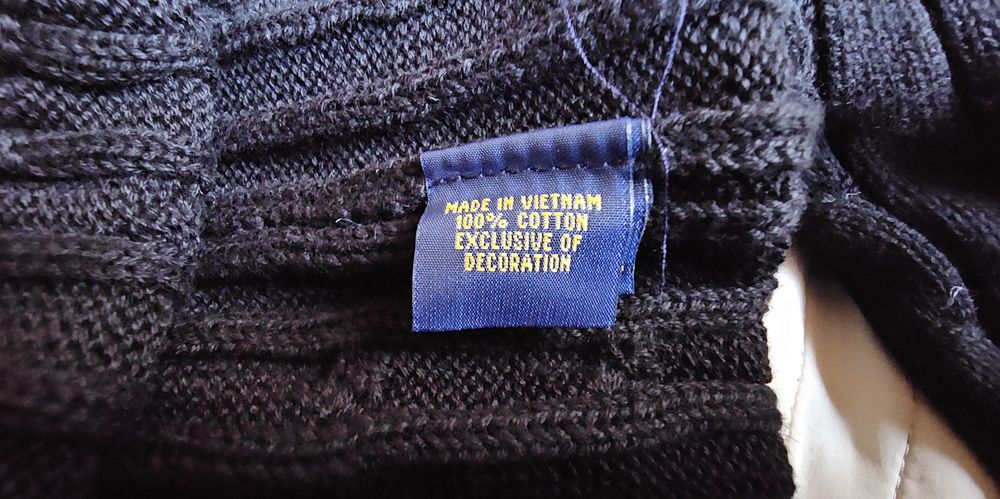 MADE IN VIETNAM
100% COTTON
EXCLUSIVE OF
DECORATION